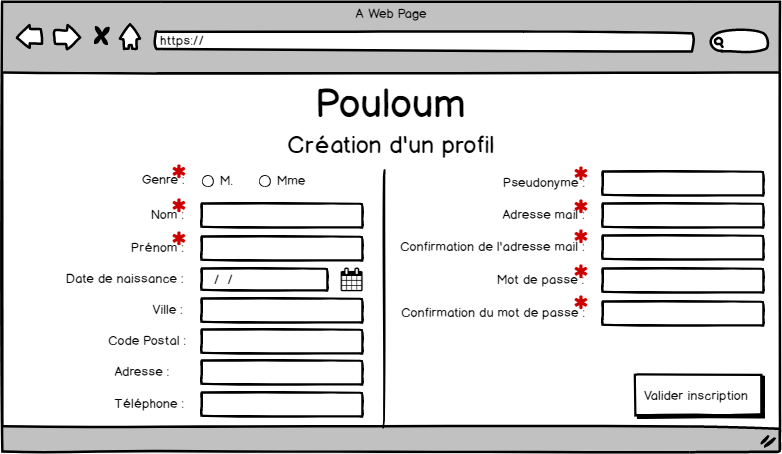 A Web Page
https://
Pouloum
Création d'un profil
Genre* : M. Mme
Nom* :
Prénom* :
Date de naissance : / /
Ville :
Code Postal :
Adresse :
Téléphone :
Pseudonyme* :
Adresse mail* :
Confirmation de l'adresse mail* :
Mot de passe* :
Confirmation du mot de passe* :
Valider inscription